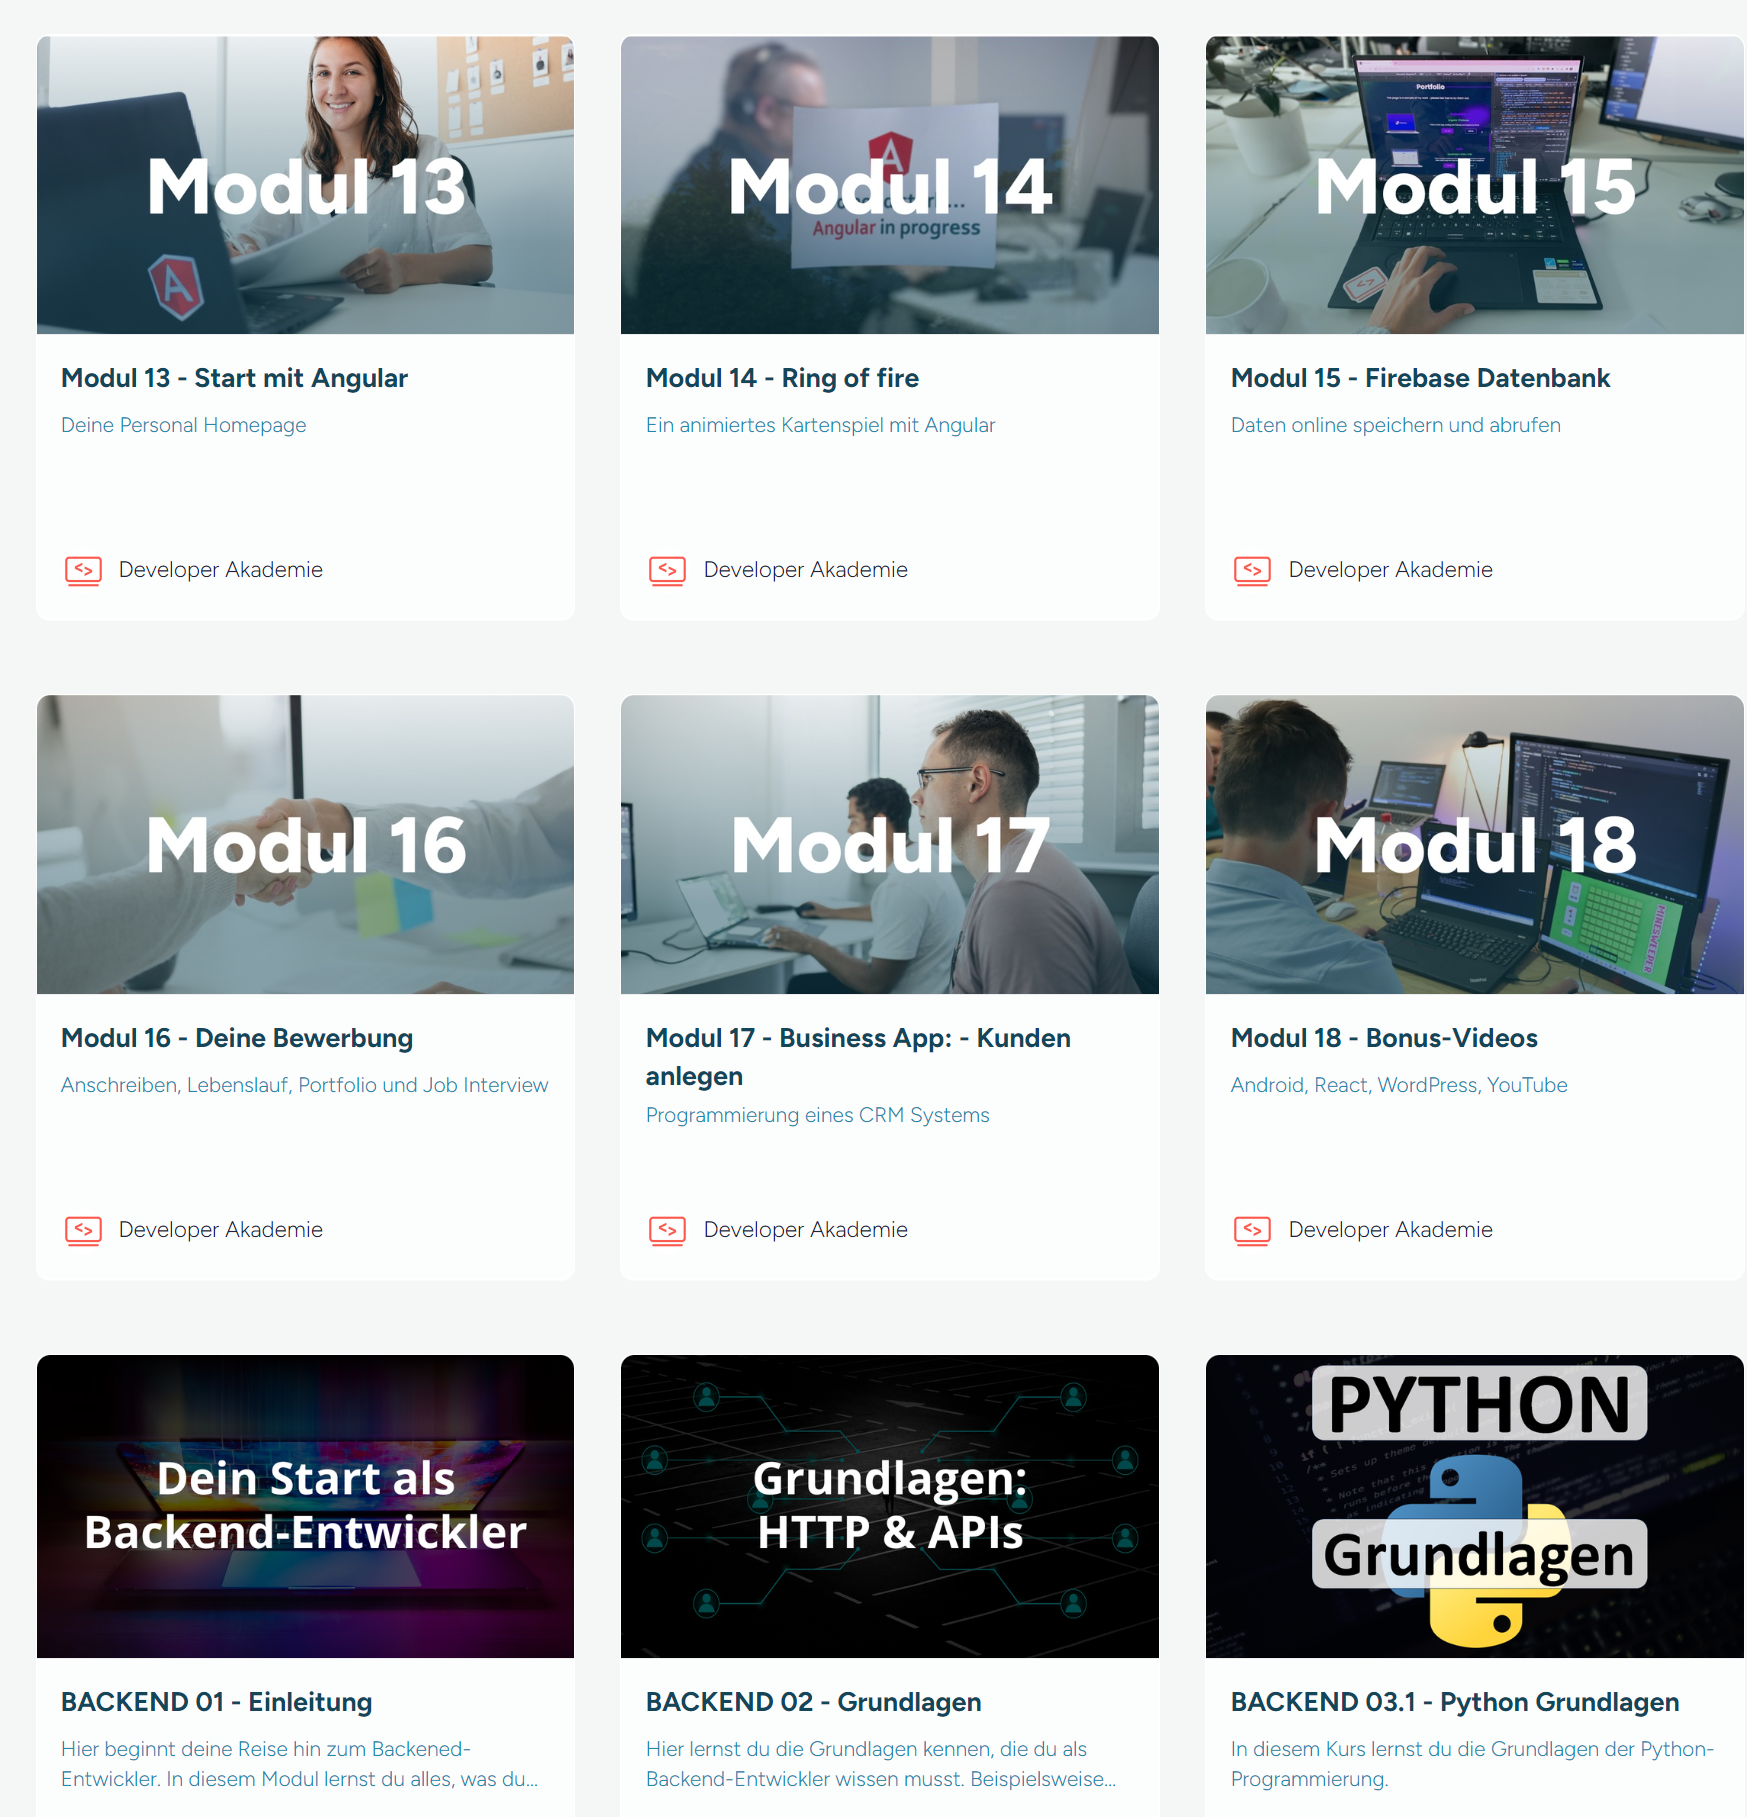 Modul 13
Modul 14
Angular in progress
Portfolio
Modul 15
Modul 13 - Start mit Angular
Deine Personal Homepage
Developer Akademie
Modul 14 - Ring of fire
Ein animiertes Kartenspiel mit Angular
Developer Akademie
Modul 15 - Firebase Datenbank
Daten online speichern und abrufen
Developer Akademie
Modul 16
Modul 17
Modul 18
MINESWEEPER
Modul 16 - Deine Bewerbung
Anschreiben, Lebenslauf, Portfolio und Job Interview
Developer Akademie
Modul 17 - Business App: - Kunden
anlegen
Programmierung eines CRM Systems
Developer Akademie
Modul 18 - Bonus-Videos
Android, React, WordPress, YouTube
Developer Akademie
Dein Start als
Backend-Entwickler
Grundlagen:
HTTP & APIs
PYTHON
Grundlagen
BACKEND 01 - Einleitung
Hier beginnt deine Reise hin zum Backened-
Entwickler. In diesem Modul lernst du alles, was du...
BACKEND 02 - Grundlagen
Hier lernst du die Grundlagen kennen, die du als
Backend-Entwickler wissen musst. Beispielsweise...
BACKEND 03.1 - Python Grundlagen
In diesem Kurs lernst du die Grundlagen der Python-
Programmierung.